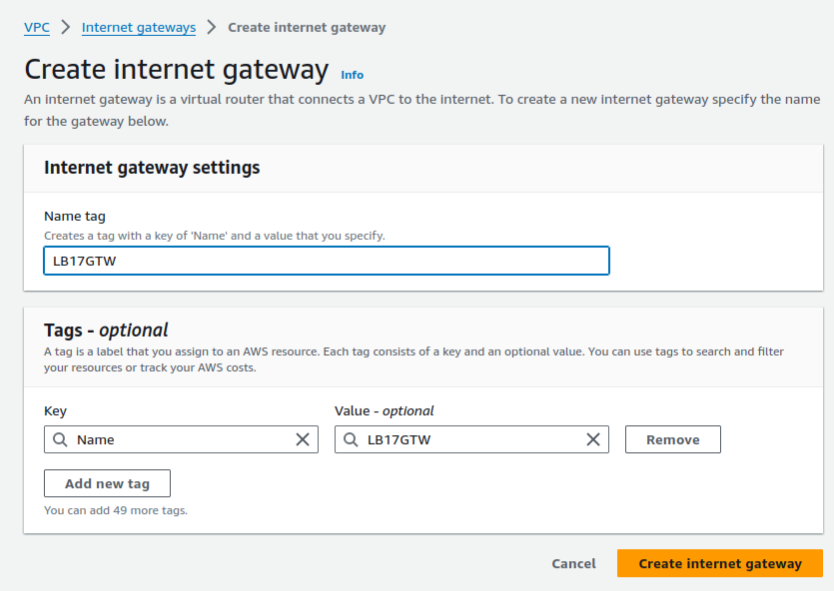 VPC > Internet gateways > Create internet gateway
Create internet gateway Info
An internet gateway is a virtual router that connects a VPC to the internet. To create a new internet gateway specify the name
for the gateway below.
Internet gateway settings
Name tag
Creates a tag with a key of 'Name' and a value that you specify.
LB17GTW
Tags - optional
A tag is a label that you assign to an AWS resource. Each tag consists of a key and an optional value. You can use tags to search and filter
your resources or track your AWS costs.
Key Value - optional
Name LB17GTW Remove
Add new tag
You can add 49 more tags.
Cancel Create internet gateway